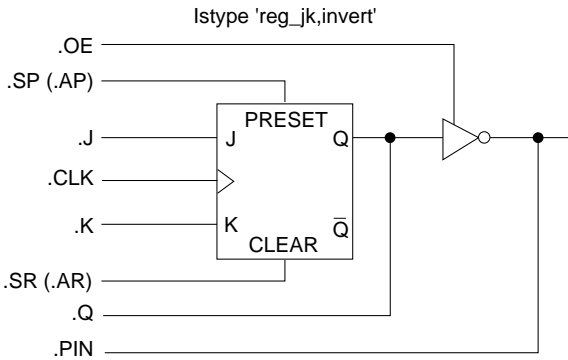 Istype 'reg_jk,invert'
.OE
.SP (.AP)
PRESET
.J
J
Q
.CLK
.K
K
Q̅
CLEAR
.SR (.AR)
.Q
.PIN